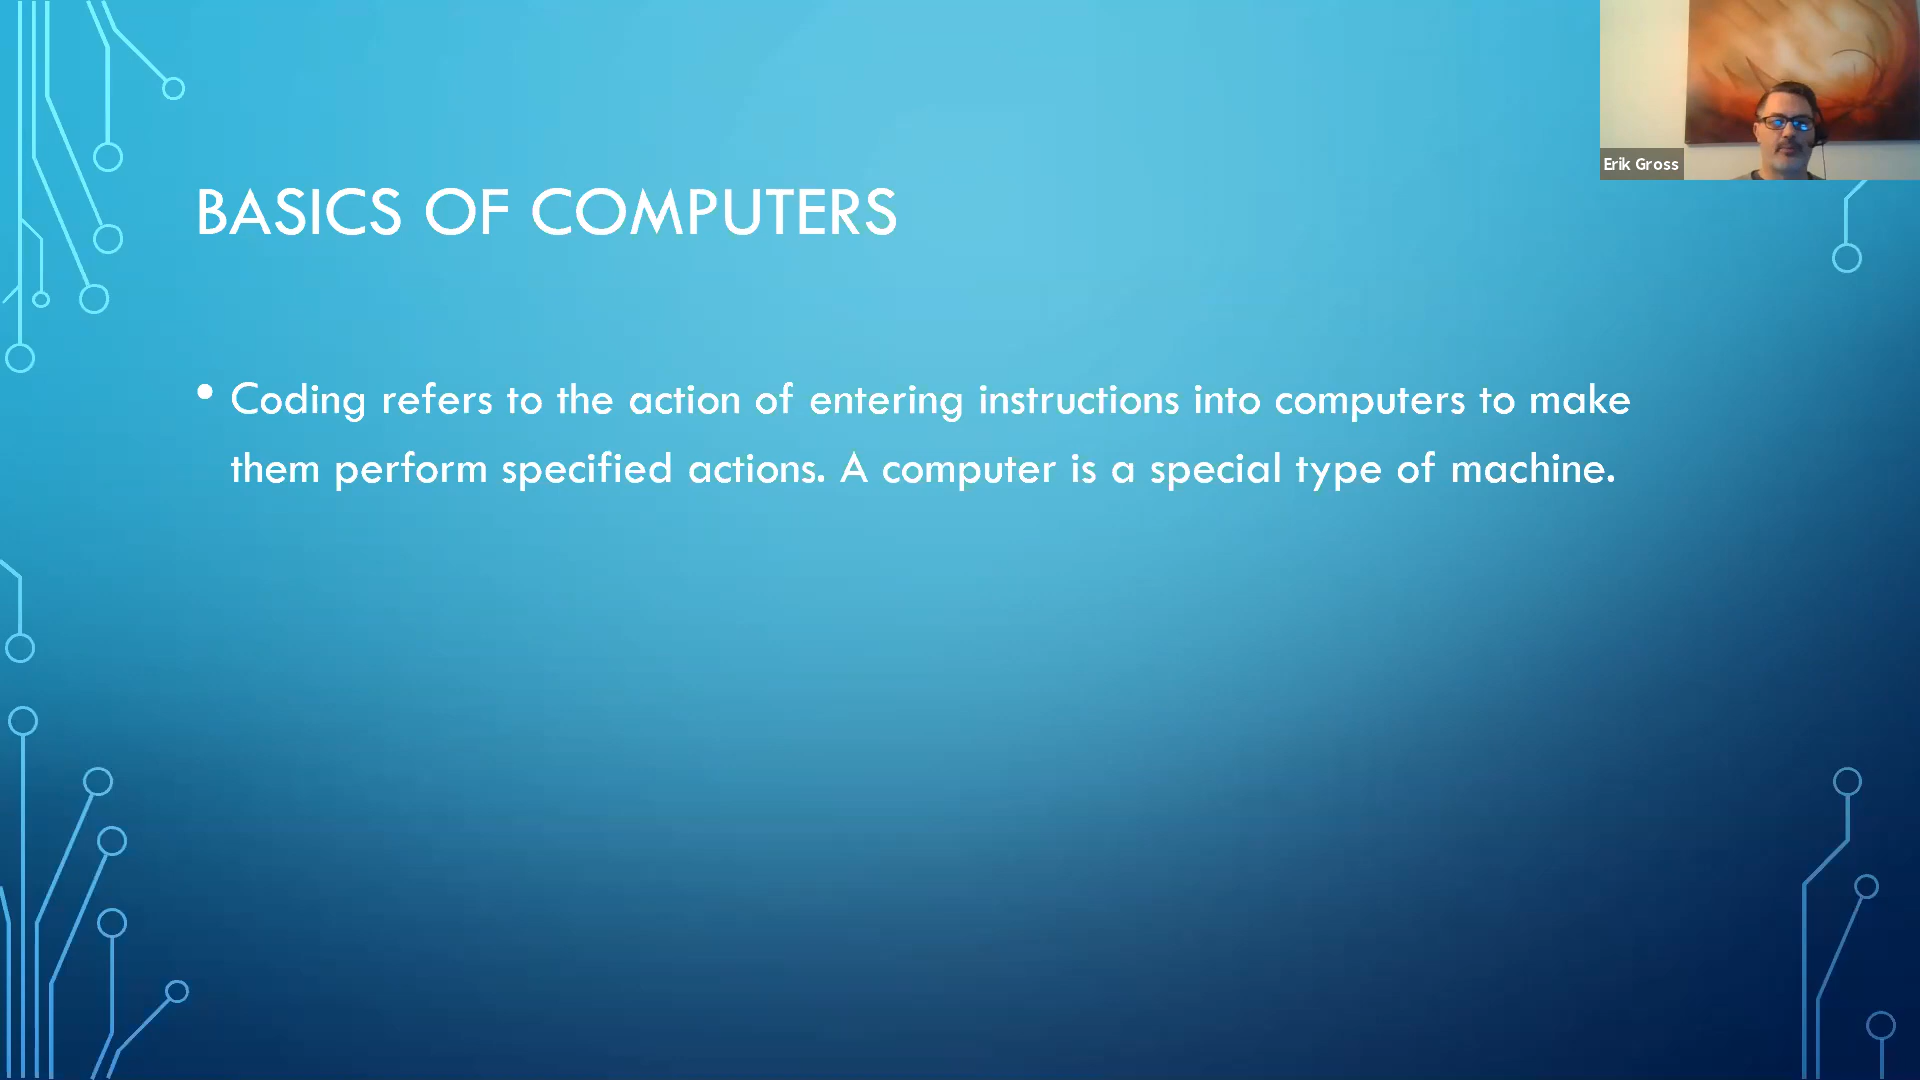 Erik Gross
BASICS OF COMPUTERS
• Coding refers to the action of entering instructions into computers to make
them perform specified actions. A computer is a special type of machine.